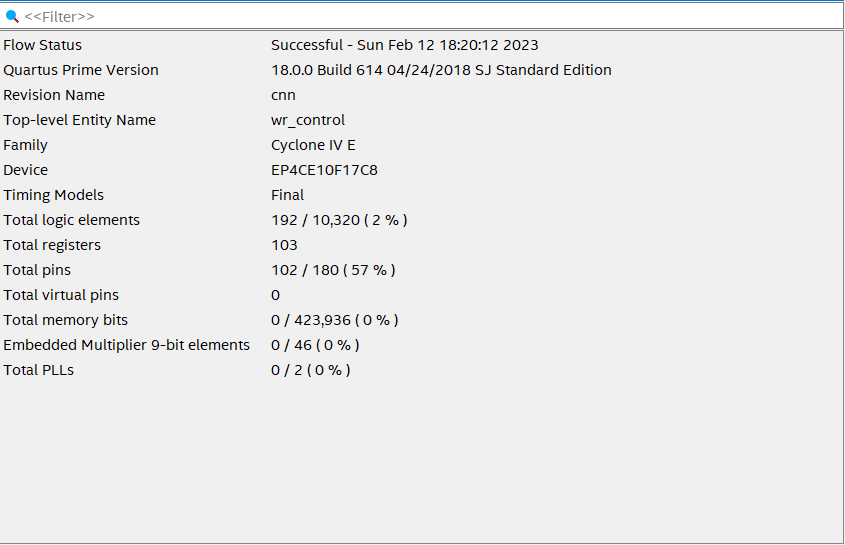 <<Filter>>
Flow Status Successful - Sun Feb 12 18:20:12 2023
Quartus Prime Version 18.0.0 Build 614 04/24/2018 SJ Standard Edition
Revision Name cnn
Top-level Entity Name wr_control
Family Cyclone IV E
Device EP4CE10F17C8
Timing Models Final
Total logic elements 192 / 10,320 ( 2 % )
Total registers 103
Total pins 102 / 180 ( 57 % )
Total virtual pins 0
Total memory bits 0 / 423,936 ( 0 % )
Embedded Multiplier 9-bit elements 0 / 46 ( 0 % )
Total PLLs 0 / 2 ( 0 % )